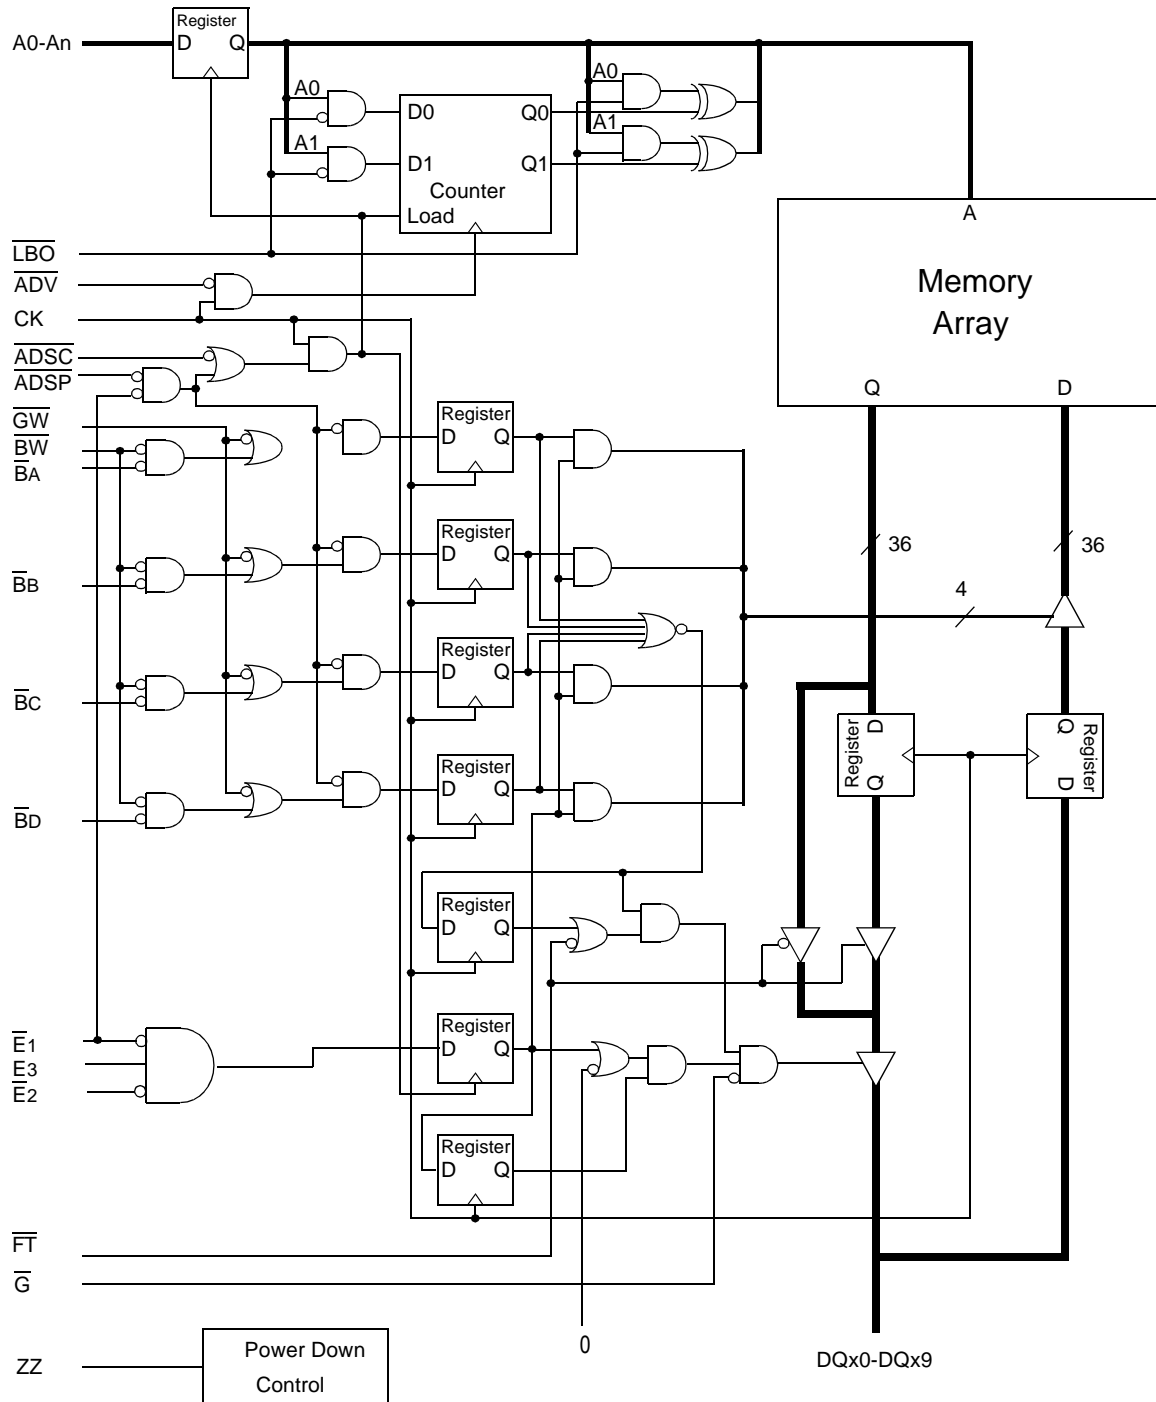 Register
A0-An
D Q
A0
A0
D0
Q0
A1
A1
D1
Q1
Counter
Load
A
LBO
ADV
Memory
Array
CK
ADSC
ADSP
Q D
GW
BW
BA
Register
D Q
36
36
Register
D Q
BB
4
Register
D Q
BC
Register
D
Q
Register
Q
D
Register
D Q
BD
Register
D Q
Register
D Q
E1
E3
E2
Register
D Q
FT
G
0
Power Down
Control
ZZ
DQx0-DQx9